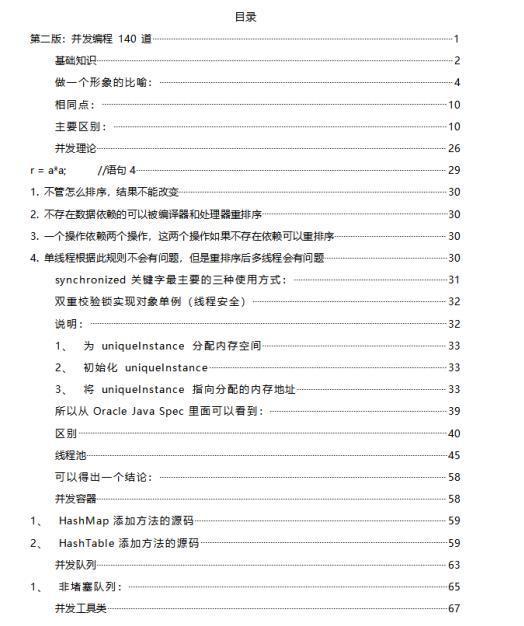 目录
第二版：并发编程 140 道 1
基础知识 2
做一个形象的比喻： 4
相同点： 10
主要区别： 10
并发理论 26
r = a*a; //语句 4 29
1. 不管怎么排序，结果不能改变 30
2. 不存在数据依赖的可以被编译器和处理器重排序 30
3. 一个操作依赖两个操作，这两个操作如果不存在依赖可以重排序 30
4. 单线程根据此规则不会有问题，但是重排序后多线程会有问题 30
synchronized 关键字最主要的三种使用方式： 31
双重校验锁实现对象单例（线程安全） 32
说明： 32
1、 为 uniqueInstance 分配内存空间 33
2、 初始化 uniqueInstance 33
3、 将 uniqueInstance 指向分配的内存地址 33
所以从 Oracle Java Spec 里面可以看到： 39
区别 40
线程池 45
可以得出一个结论： 58
并发容器 58
1、 HashMap 添加方法的源码 59
2、 HashTable 添加方法的源码 59
并发队列 63
1、 非堵塞队列： 65
并发工具类 67